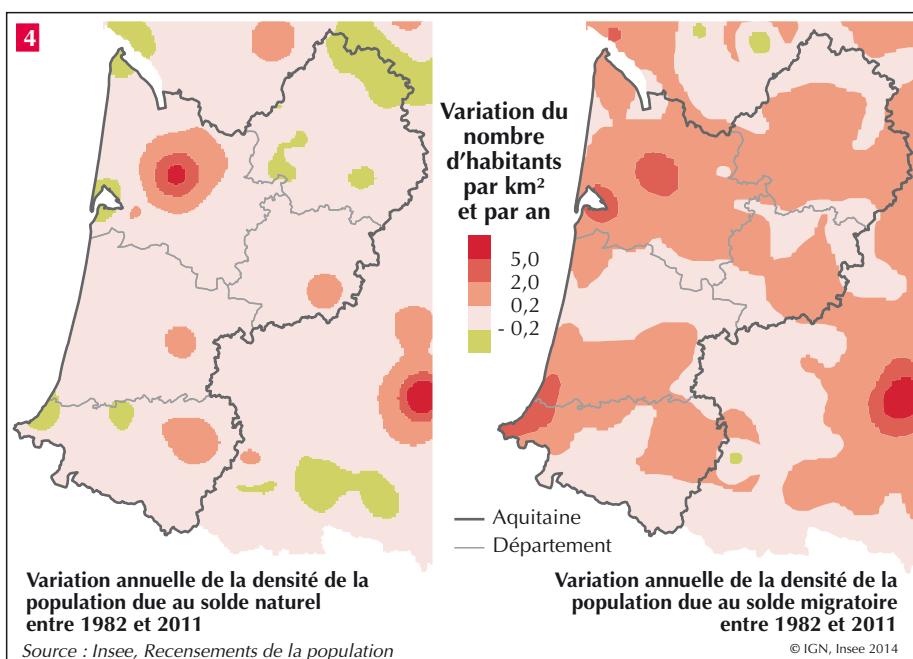 4
Variation du
nombre
d'habitants
par km²
et par an
5,0
2,0
0,2
- 0,2
Aquitaine
Département
Variation annuelle de la densité de la
population due au solde naturel
entre 1982 et 2011
Variation annuelle de la densité de la
population due au solde migratoire
entre 1982 et 2011
Source : Insee, Recensements de la population
© IGN, Insee 2014